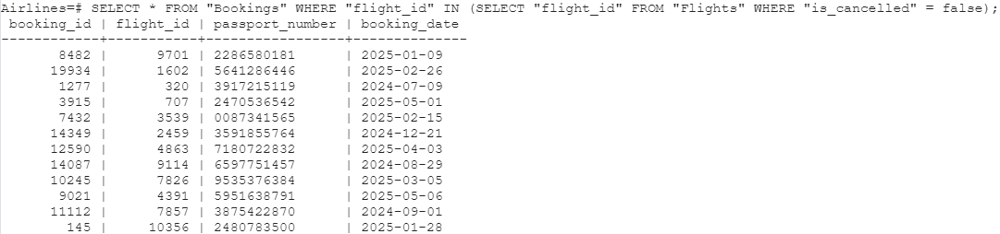 Airlines=# SELECT * FROM "Bookings" WHERE "flight_id" IN (SELECT "flight_id" FROM "Flights" WHERE "is_cancelled" = false);
 booking_id | flight_id | passport_number | booking_date
------------+-----------+-----------------+--------------
       8482 |      9701 | 2286580181      | 2025-01-09
      19934 |      1602 | 5641286446      | 2025-02-26
       1277 |       320 | 3917215119      | 2024-07-09
       3915 |       707 | 2470536542      | 2025-05-01
       7432 |      3539 | 0087341565      | 2025-02-15
      14349 |      2459 | 3591855764      | 2024-12-21
      12590 |      4863 | 7180722832      | 2025-04-03
      14087 |      9114 | 6597751457      | 2024-08-29
      10245 |      7826 | 9535376384      | 2025-03-05
       9021 |      4391 | 5951638791      | 2025-05-06
      11112 |      7857 | 3875422870      | 2024-09-01
        145 |     10356 | 2480783500      | 2025-01-28